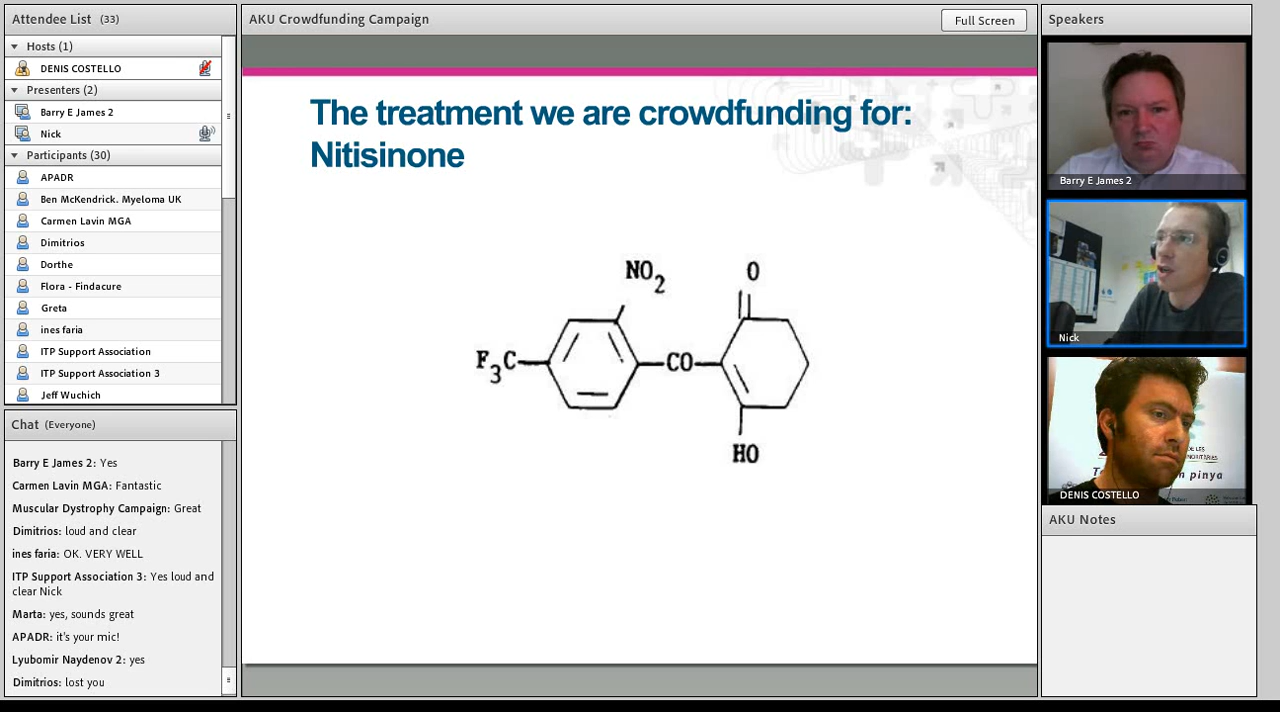 Attendee List (33)
Hosts (1)
DENIS COSTELLO
Presenters (2)
Barry E James 2
Nick
Participants (30)
APADR
Ben McKendrick. Myeloma UK
Carmen Lavin MGA
Dimitrios
Dorthe
Flora - Findacure
Greta
ines faria
ITP Support Association
ITP Support Association 3
Jeff Wuchich
Chat (Everyone)
Barry E James 2: Yes
Carmen Lavin MGA: Fantastic
Muscular Dystrophy Campaign: Great
Dimitrios: loud and clear
ines faria: OK. VERY WELL
ITP Support Association 3: Yes loud and
clear Nick
Marta: yes, sounds great
APADR: it's your mic!
Lyubomir Naydenov 2: yes
Dimitrios: lost you
AKU Crowdfunding Campaign
Full Screen
The treatment we are crowdfunding for:
Nitisinone
NO2
O
F3C
CO
HO
Speakers
Barry E James 2
Nick
DE LES
MINORITÀRIES
n pinya
DENIS COSTELLO
AKU Notes